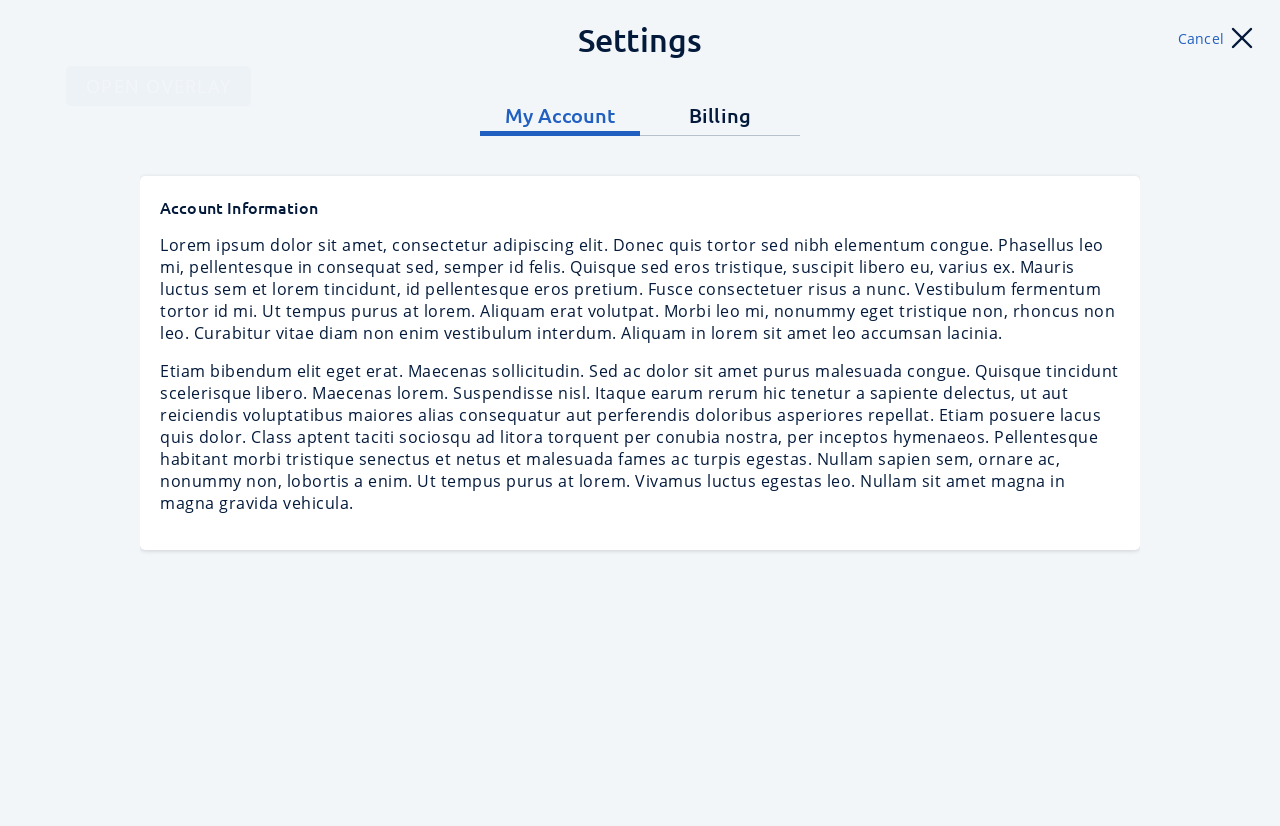 Settings
Cancel
OPEN OVERLAY
My Account
Billing
Account Information
Lorem ipsum dolor sit amet, consectetur adipiscing elit. Donec quis tortor sed nibh elementum congue. Phasellus leo
mi, pellentesque in consequat sed, semper id felis. Quisque sed eros tristique, suscipit libero eu, varius ex. Mauris
luctus sem et lorem tincidunt, id pellentesque eros pretium. Fusce consectetuer risus a nunc. Vestibulum fermentum
tortor id mi. Ut tempus purus at lorem. Aliquam erat volutpat. Morbi leo mi, nonummy eget tristique non, rhoncus non
leo. Curabitur vitae diam non enim vestibulum interdum. Aliquam in lorem sit amet leo accumsan lacinia.
Etiam bibendum elit eget erat. Maecenas sollicitudin. Sed ac dolor sit amet purus malesuada congue. Quisque tincidunt
scelerisque libero. Maecenas lorem. Suspendisse nisl. Itaque earum rerum hic tenetur a sapiente delectus, ut aut
reiciendis voluptatibus maiores alias consequatur aut perferendis doloribus asperiores repellat. Etiam posuere lacus
quis dolor. Class aptent taciti sociosqu ad litora torquent per conubia nostra, per inceptos hymenaeos. Pellentesque
habitant morbi tristique senectus et netus et malesuada fames ac turpis egestas. Nullam sapien sem, ornare ac,
nonummy non, lobortis a enim. Ut tempus purus at lorem. Vivamus luctus egestas leo. Nullam sit amet magna in
magna gravida vehicula.